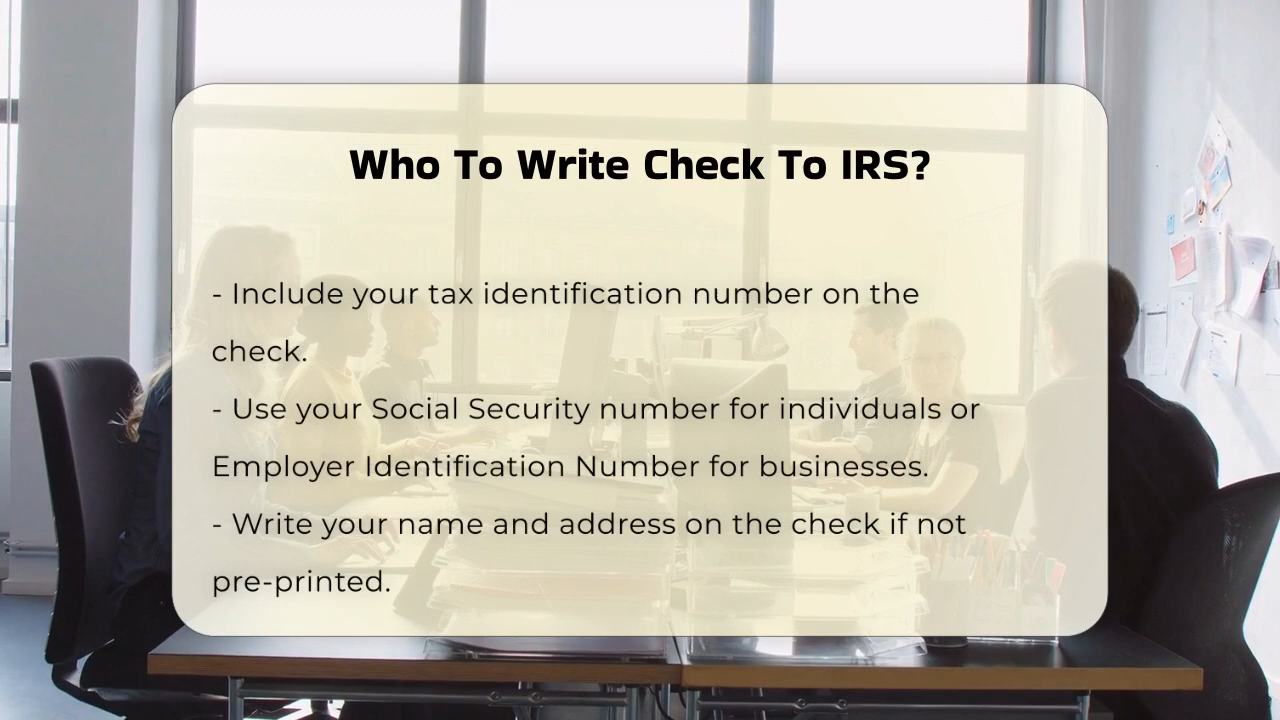 Who To Write Check To IRS?
- Include your tax identification number on the
check.
- Use your Social Security number for individuals or
Employer Identification Number for businesses.
- Write your name and address on the check if not
pre-printed.